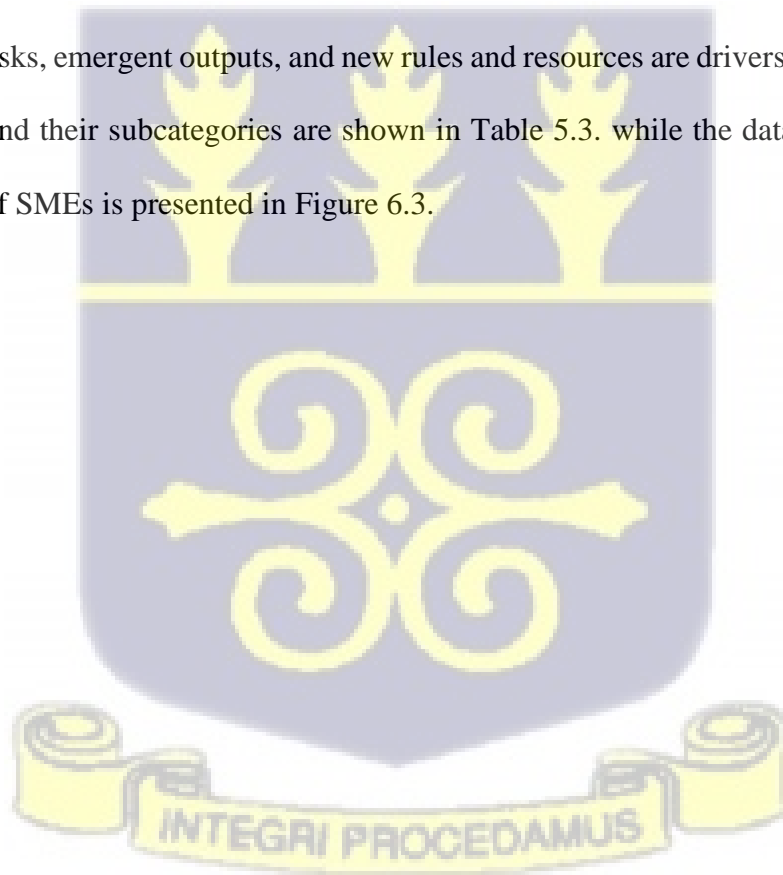 sks, emergent outputs, and new rules and resources are drivers
nd their subcategories are shown in Table 5.3. while the data
f SMEs is presented in Figure 6.3.
INTEGRI PROCEDAMUS